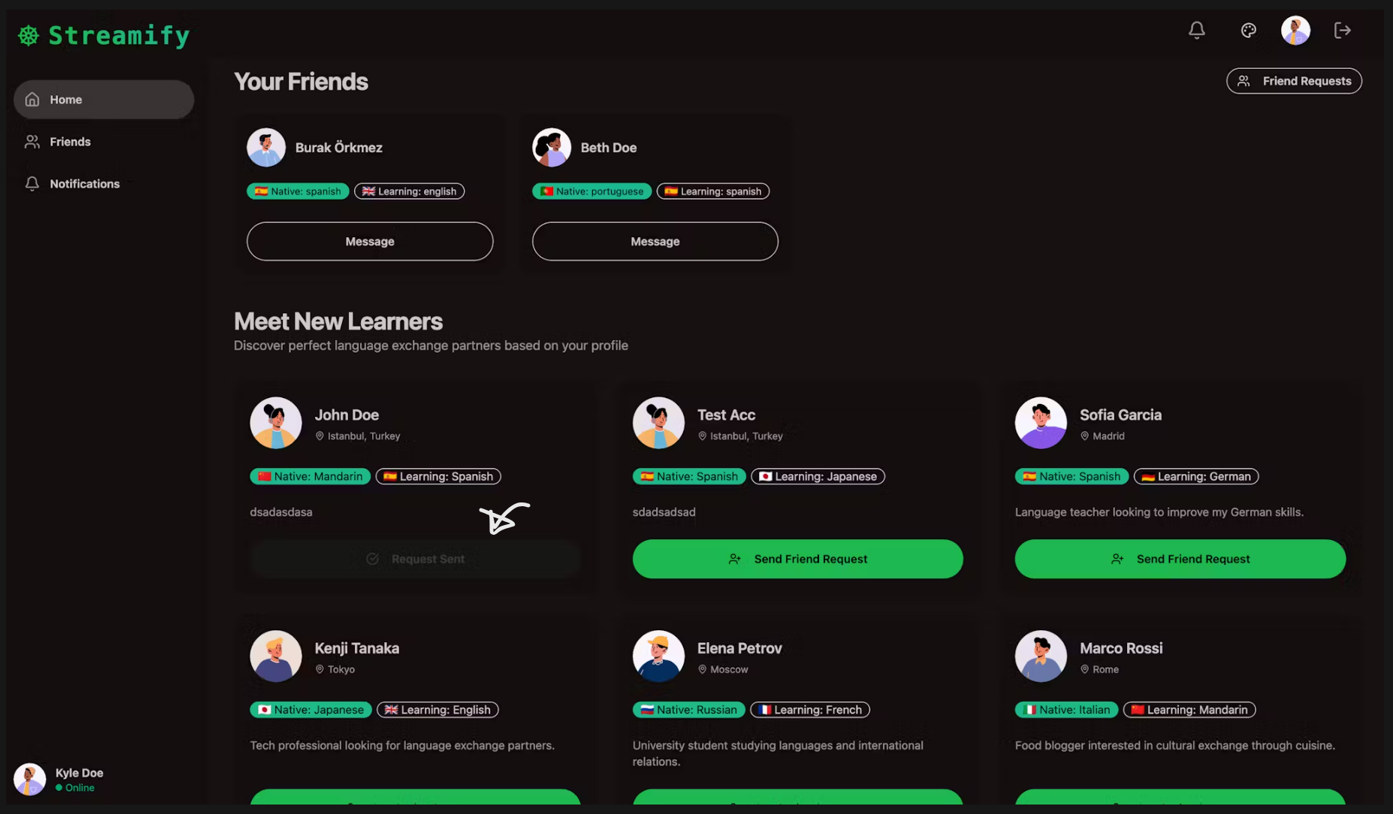 Streamify
Home
Friends
Notifications
Your Friends
Friend Requests
Burak Örkmez
Native: spanish
Learning: english
Message
Beth Doe
Native: portuguese
Learning: spanish
Message
Meet New Learners
Discover perfect language exchange partners based on your profile
John Doe
Istanbul, Turkey
Native: Mandarin
Learning: Spanish
dsadasdasa
Request Sent
Test Acc
Istanbul, Turkey
Native: Spanish
Learning: Japanese
sdadsadsad
Send Friend Request
Sofia Garcia
Madrid
Native: Spanish
Learning: German
Language teacher looking to improve my German skills.
Send Friend Request
Kenji Tanaka
Tokyo
Native: Japanese
Learning: English
Tech professional looking for language exchange partners.
Elena Petrov
Moscow
Native: Russian
Learning: French
University student studying languages and international
relations.
Marco Rossi
Rome
Native: Italian
Learning: Mandarin
Food blogger interested in cultural exchange through cuisine.
Kyle Doe
Online